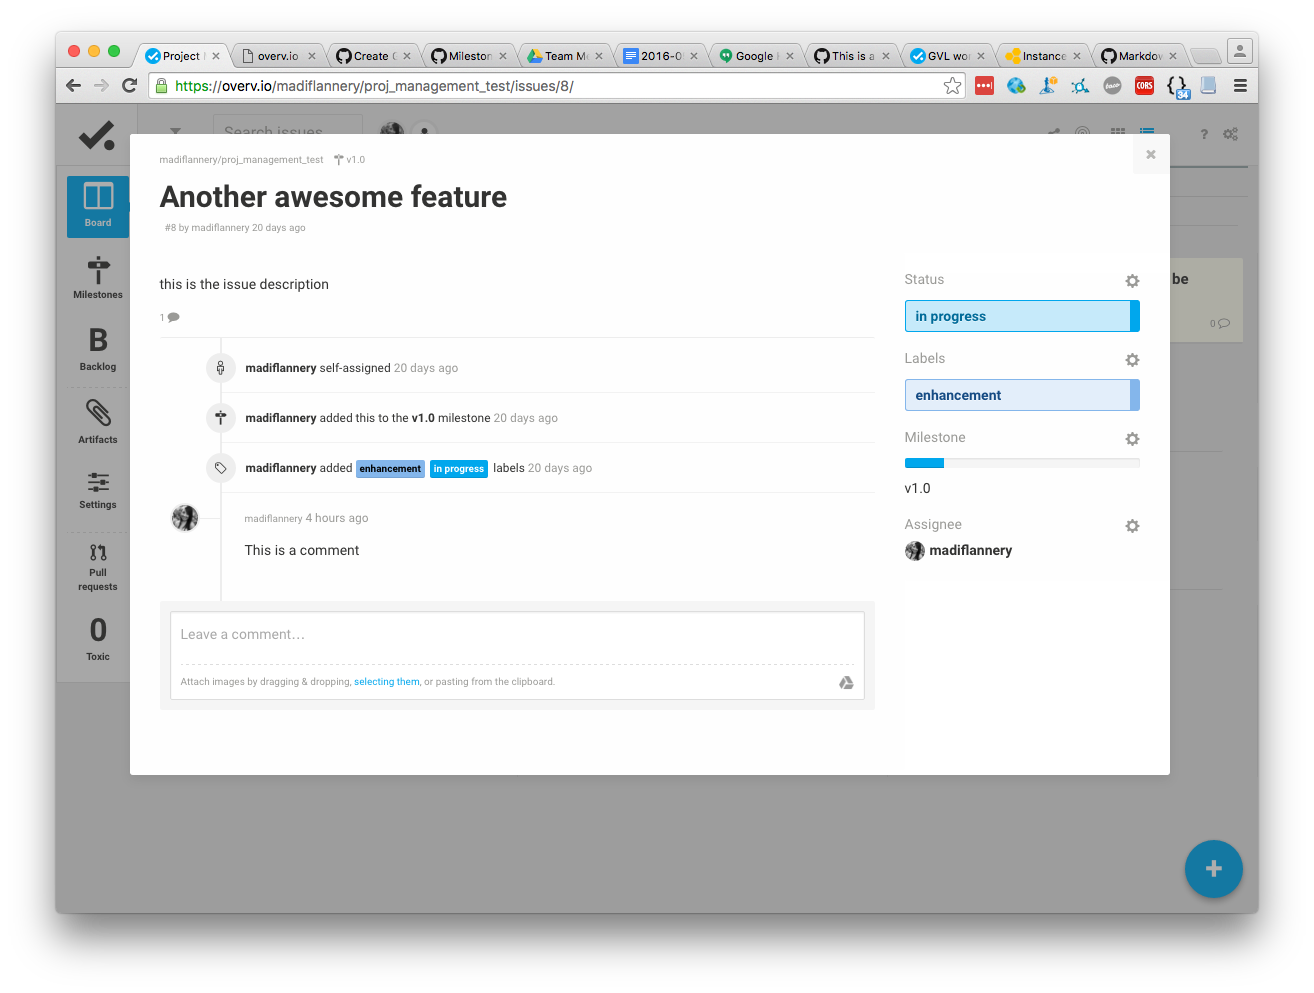 Project
overv.io
Create
Mileston
Team M
2016-0
Google
This is a
GVL wo
Instance
Markdow
https://overv.io/madiflannery/proj_management_test/issues/8/
CORS
34
Search issues
?
madiflannery/proj_management_test v1.0
Another awesome feature
#8 by madiflannery 20 days ago
Board
Milestones
B
Backlog
Artifacts
Settings
Pull
requests
0
Toxic
this is the issue description
1
madiflannery self-assigned 20 days ago
madiflannery added this to the v1.0 milestone 20 days ago
madiflannery added enhancement in progress labels 20 days ago
madiflannery 4 hours ago
This is a comment
Leave a comment…
Attach images by dragging & dropping, selecting them, or pasting from the clipboard.
Status
in progress
Labels
enhancement
Milestone
v1.0
Assignee
madiflannery
be
0